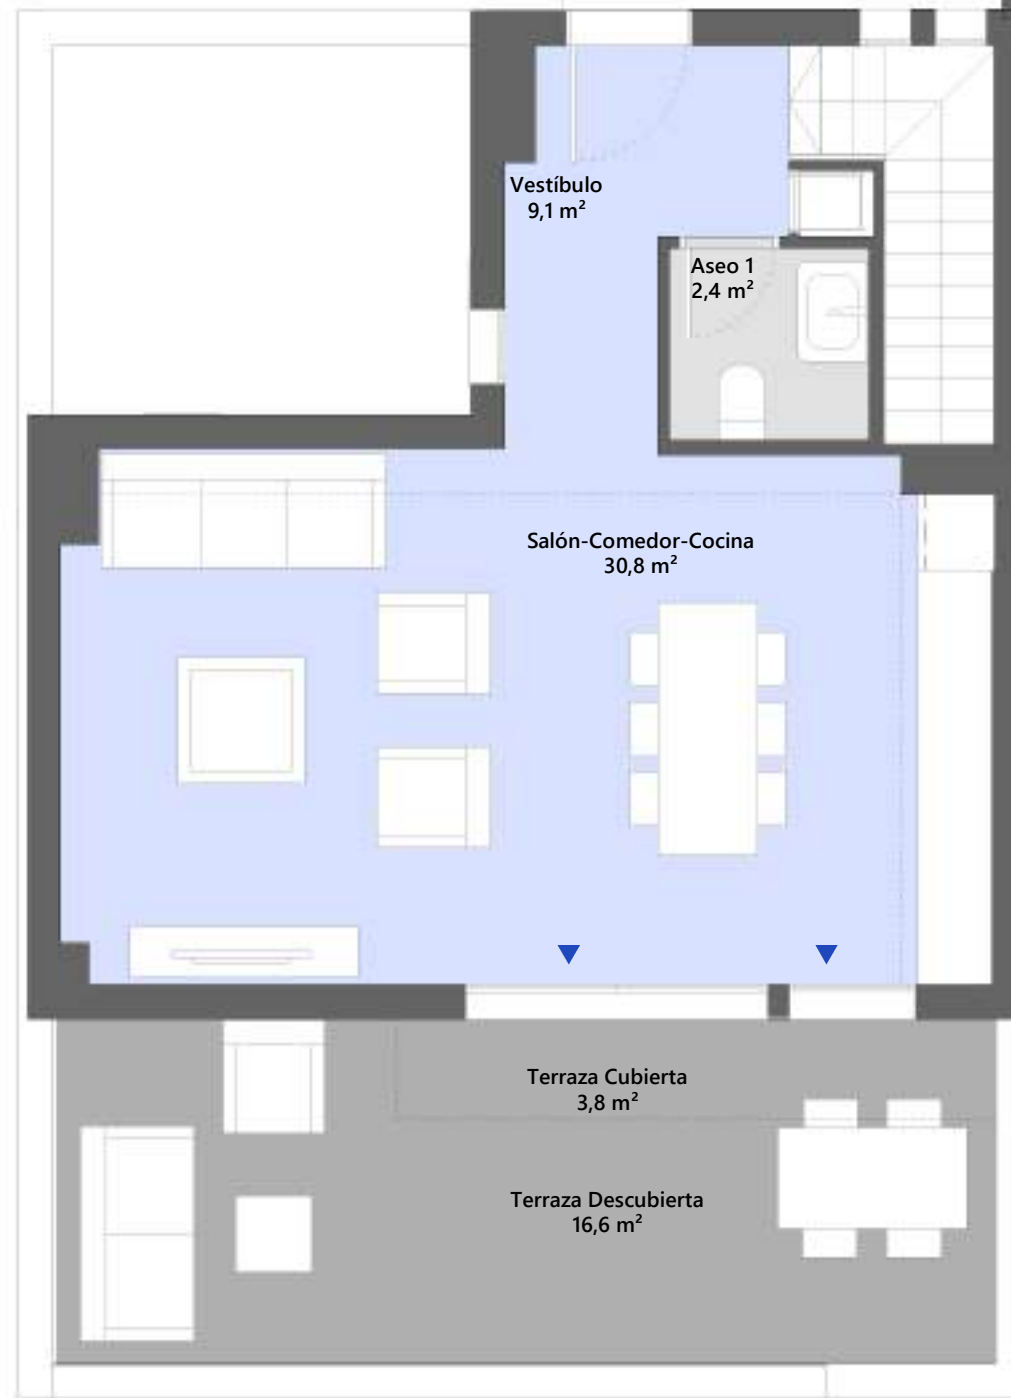 Vestíbulo
9,1 m²
Aseo 1
2,4 m²
Salón-Comedor-Cocina
30,8 m²
Terraza Cubierta
3,8 m²
Terraza Descubierta
16,6 m²